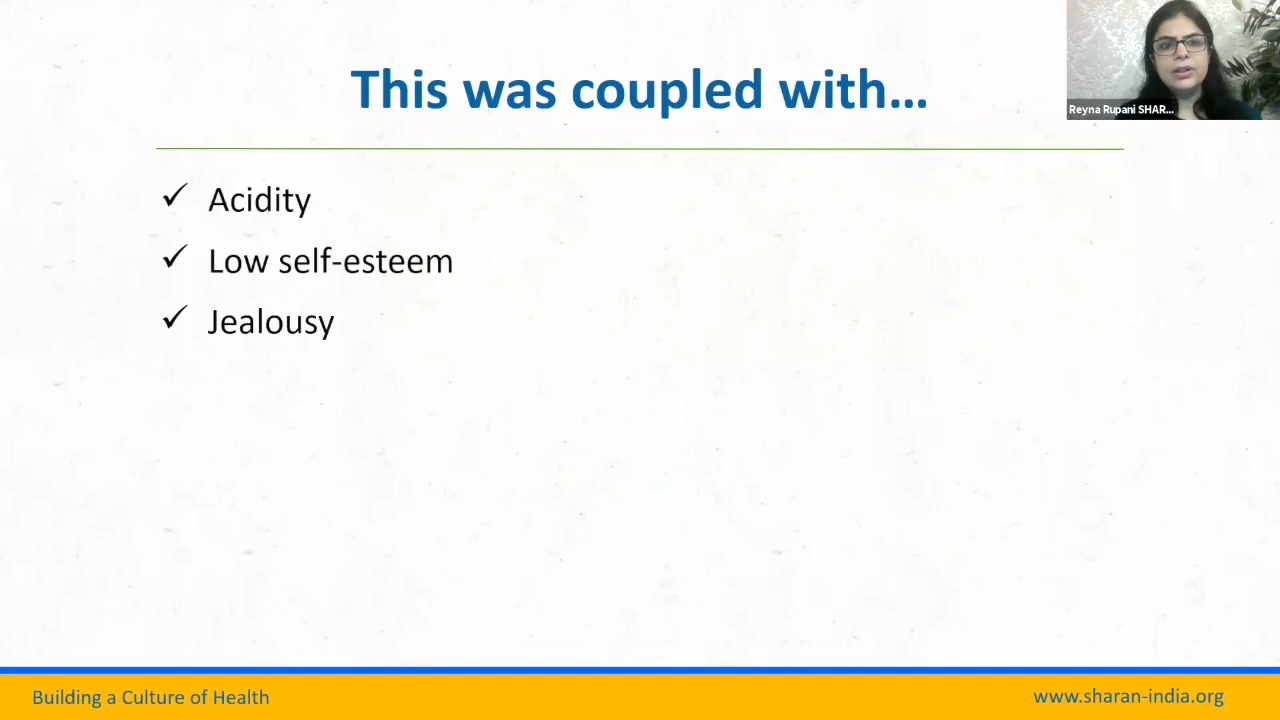 This was coupled with...
Reyna Rupani SHAR...
✓ Acidity
✓ Low self-esteem
✓ Jealousy
Building a Culture of Health
www.sharan-india.org